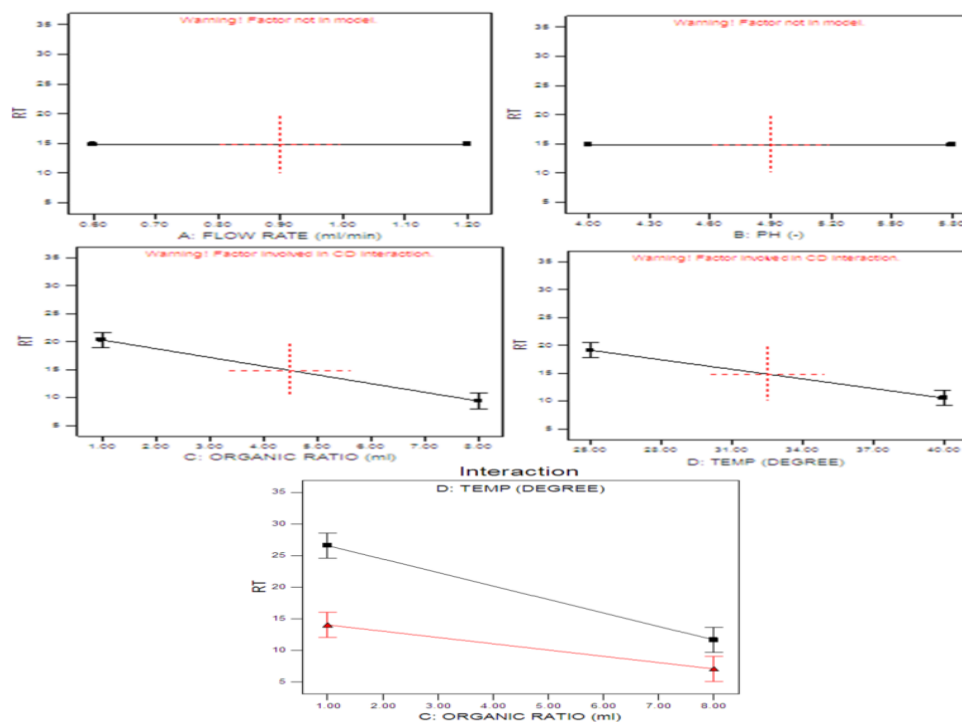 Warning! Factor not in model.
35
30
25
20
15
10
5
RT
0.60 0.70 0.80 0.90 1.00 1.10 1.20
A: FLOW RATE (ml/min)
Warning! Factor not in model.
35
30
25
20
15
10
5
RT
4.00 4.30 4.60 4.90 5.20 5.50 5.80
B: PH (-)
Warning! Factor involved in CD interaction.
35
30
25
20
15
10
5
RT
1.00 2.00 3.00 4.00 5.00 6.00 7.00 8.00
C: ORGANIC RATIO (ml)
Warning! Factor involved in CD interaction.
35
30
25
20
15
10
5
RT
28.00 31.00 34.00 37.00 40.00
D: TEMP (DEGREE)
Interaction
D: TEMP (DEGREE)
35
30
25
20
15
10
5
RT
1.00 2.00 3.00 4.00 5.00 6.00 7.00 8.00
C: ORGANIC RATIO (ml)